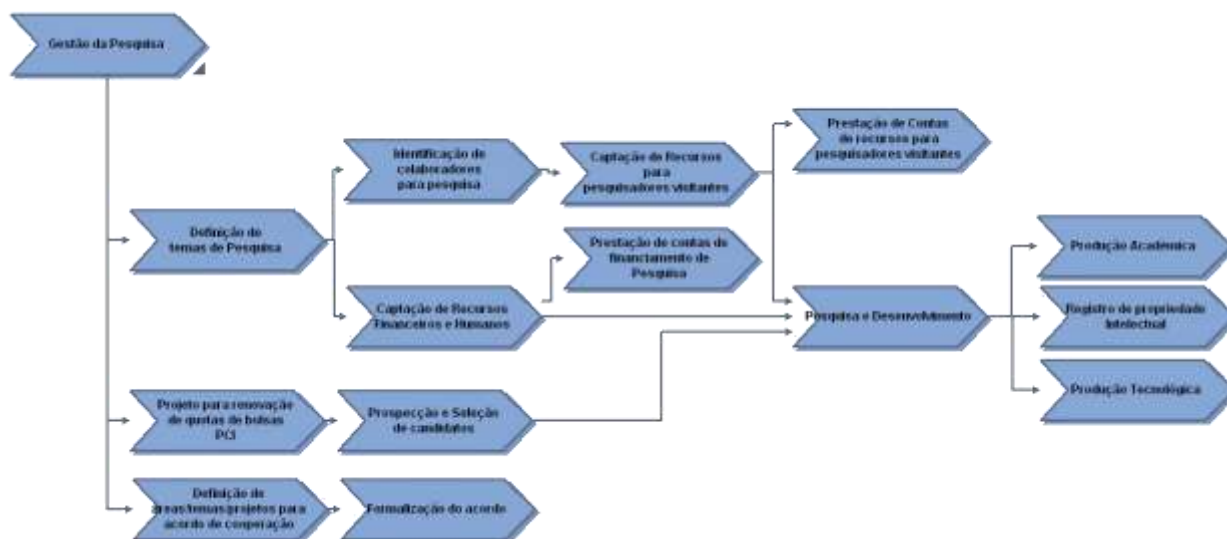 Gestão da Pesquisa
Identificação de
colaboradores
para pesquisa
Captação de Recursos
para
pesquisadores visitantes
Prestação de Contas
de recursos para
pesquisadores visitantes
Definição de
temas de Pesquisa
Prestação de contas de
financiamento de
Pesquisa
Captação de Recursos
Financeiros e Humanos
Pesquisa e Desenvolvimento
Produção Acadêmica
Registro de propriedade
Intelectual
Produção Tecnológica
Projeto para renovação
de quotas de bolsas
PCI
Prospecção e Seleção
de candidatos
Definição de
áreas/temas/projetos para
acordo de cooperação
Formalização do acordo